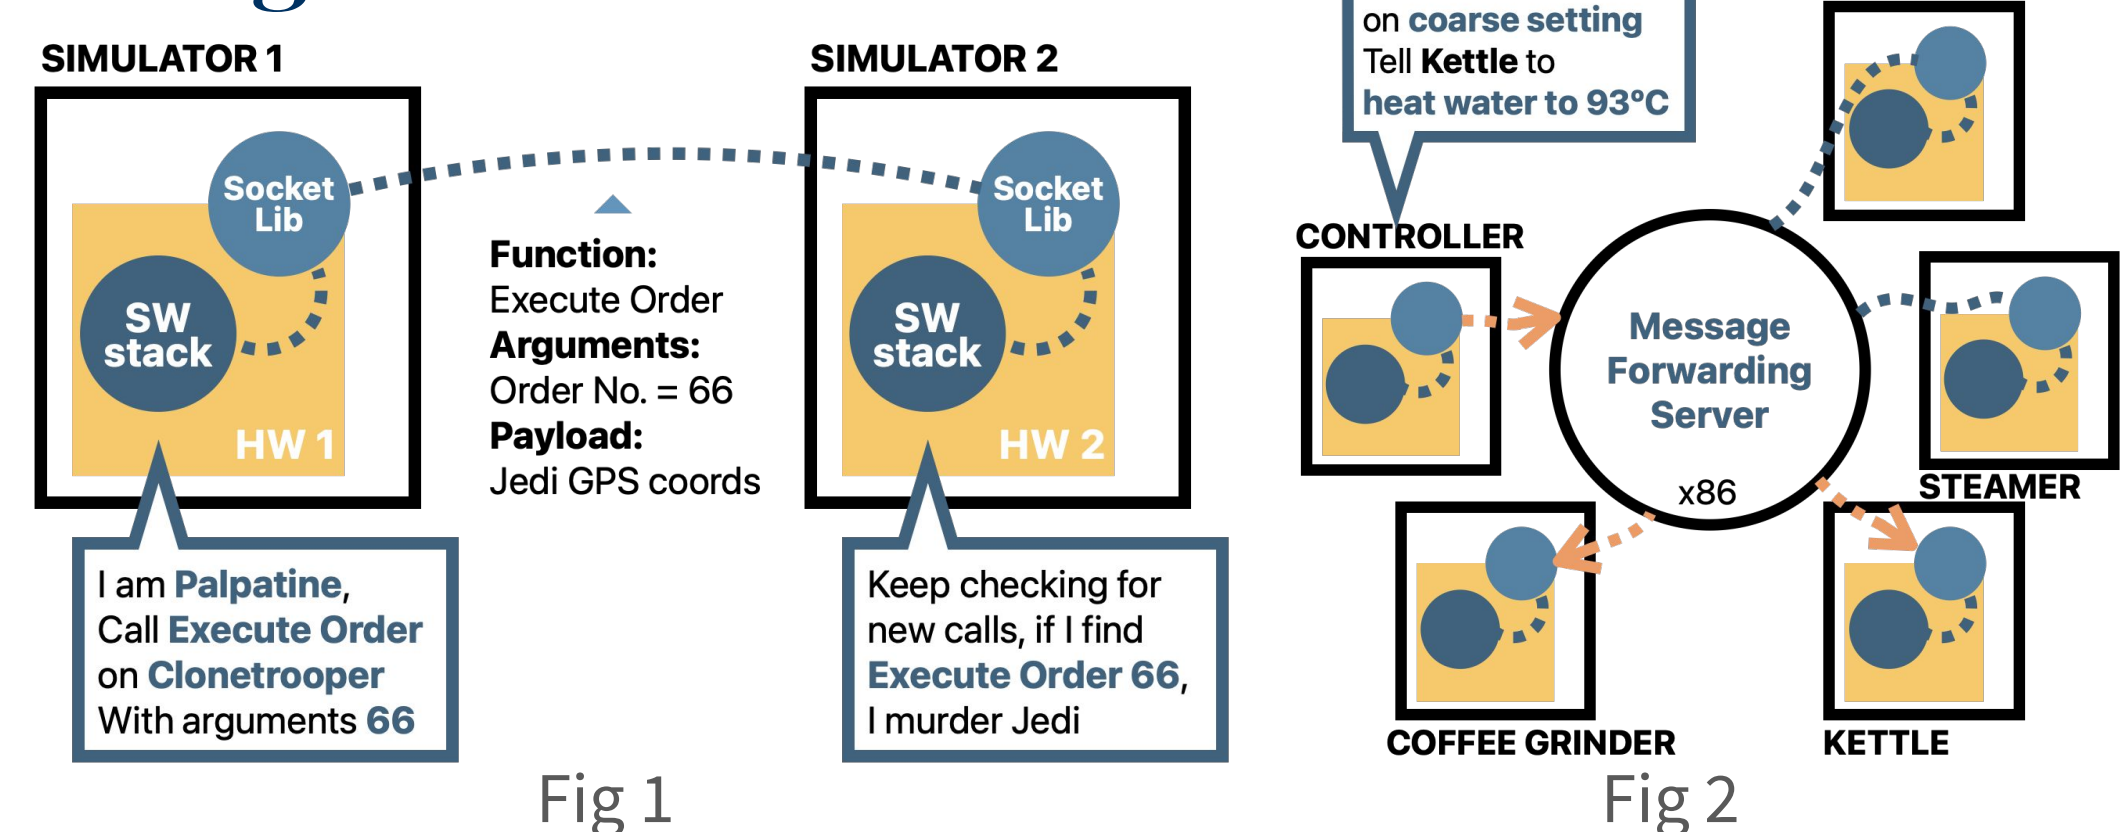 SIMULATOR 1
Socket
Lib
SW
stack
HW 1
I am Palpatine,
Call Execute Order
on Clonetrooper
With arguments 66
Function:
Execute Order
Arguments:
Order No. = 66
Payload:
Jedi GPS coords
SIMULATOR 2
Socket
Lib
SW
stack
HW 2
Keep checking for
new calls, if I find
Execute Order 66,
I murder Jedi
Fig 1
on coarse setting
Tell Kettle to
heat water to 93°C
CONTROLLER
Message
Forwarding
Server
x86
STEAMER
COFFEE GRINDER
KETTLE
Fig 2